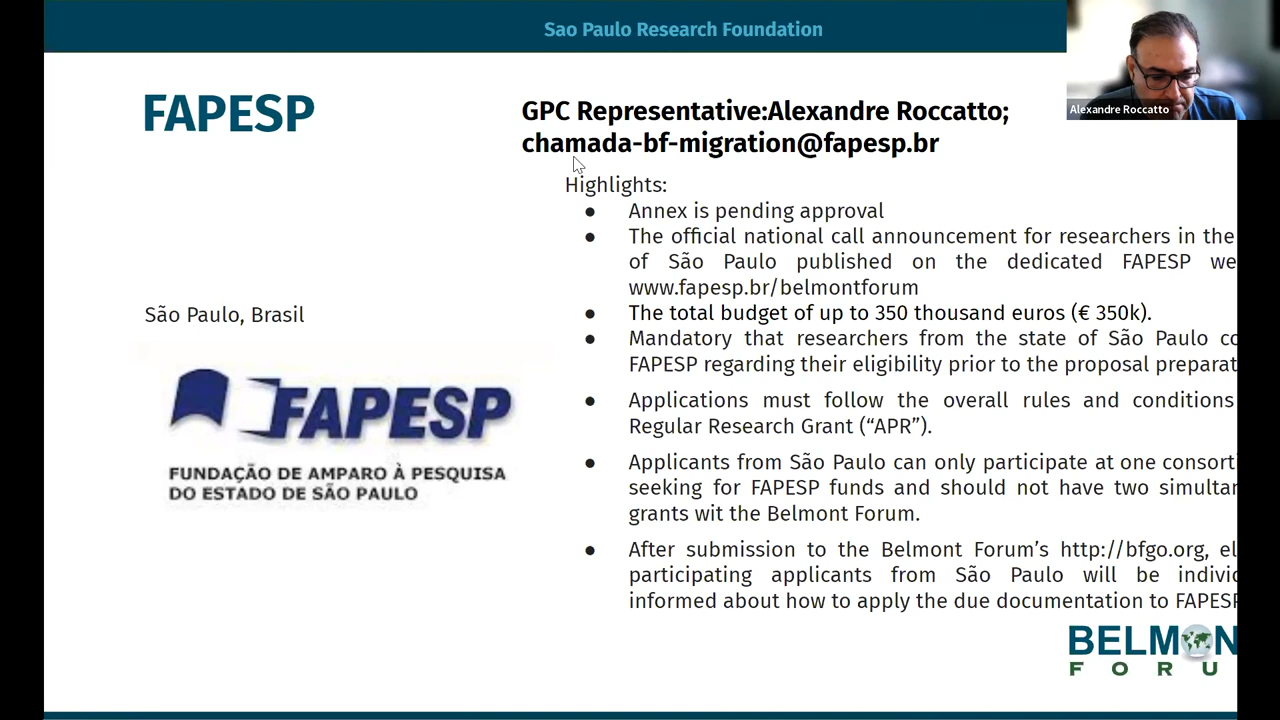 Sao Paulo Research Foundation
Alexandre Roccatto
FAPESP
GPC Representative:Alexandre Roccatto;
chamada-bf-migration@fapesp.br
Highlights:
● Annex is pending approval
● The official national call announcement for researchers in the
of São Paulo published on the dedicated FAPESP we
www.fapesp.br/belmontforum
● The total budget of up to 350 thousand euros (€ 350k).
● Mandatory that researchers from the state of São Paulo co
FAPESP regarding their eligibility prior to the proposal preparat
● Applications must follow the overall rules and conditions
Regular Research Grant (“APR”).
● Applicants from São Paulo can only participate at one consort
seeking for FAPESP funds and should not have two simultan
grants wit the Belmont Forum.
● After submission to the Belmont Forum’s http://bfgo.org, el
participating applicants from São Paulo will be individ
informed about how to apply the due documentation to FAPESP
São Paulo, Brasil
FAPESP
FUNDAÇÃO DE AMPARO À PESQUISA
DO ESTADO DE SÃO PAULO
BELMON
FORU